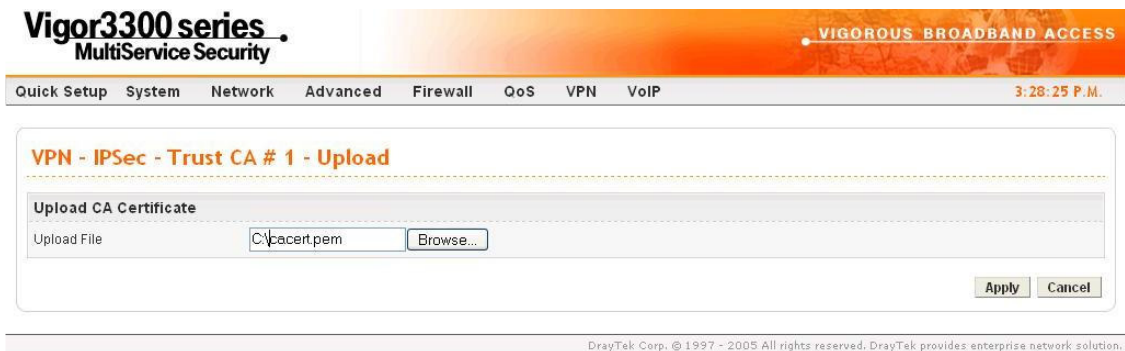 Vigor3300 series
MultiService Security
VIGOROUS BROADBAND ACCESS
Quick Setup System Network Advanced Firewall QoS VPN VoIP 3:28:25 P.M.
VPN - IPSec - Trust CA # 1 - Upload
Upload CA Certificate
Upload File C:\cacert.pem Browse...
Apply Cancel
DrayTek Corp. © 1997 - 2005 All rights reserved. DrayTek provides enterprise network solution.